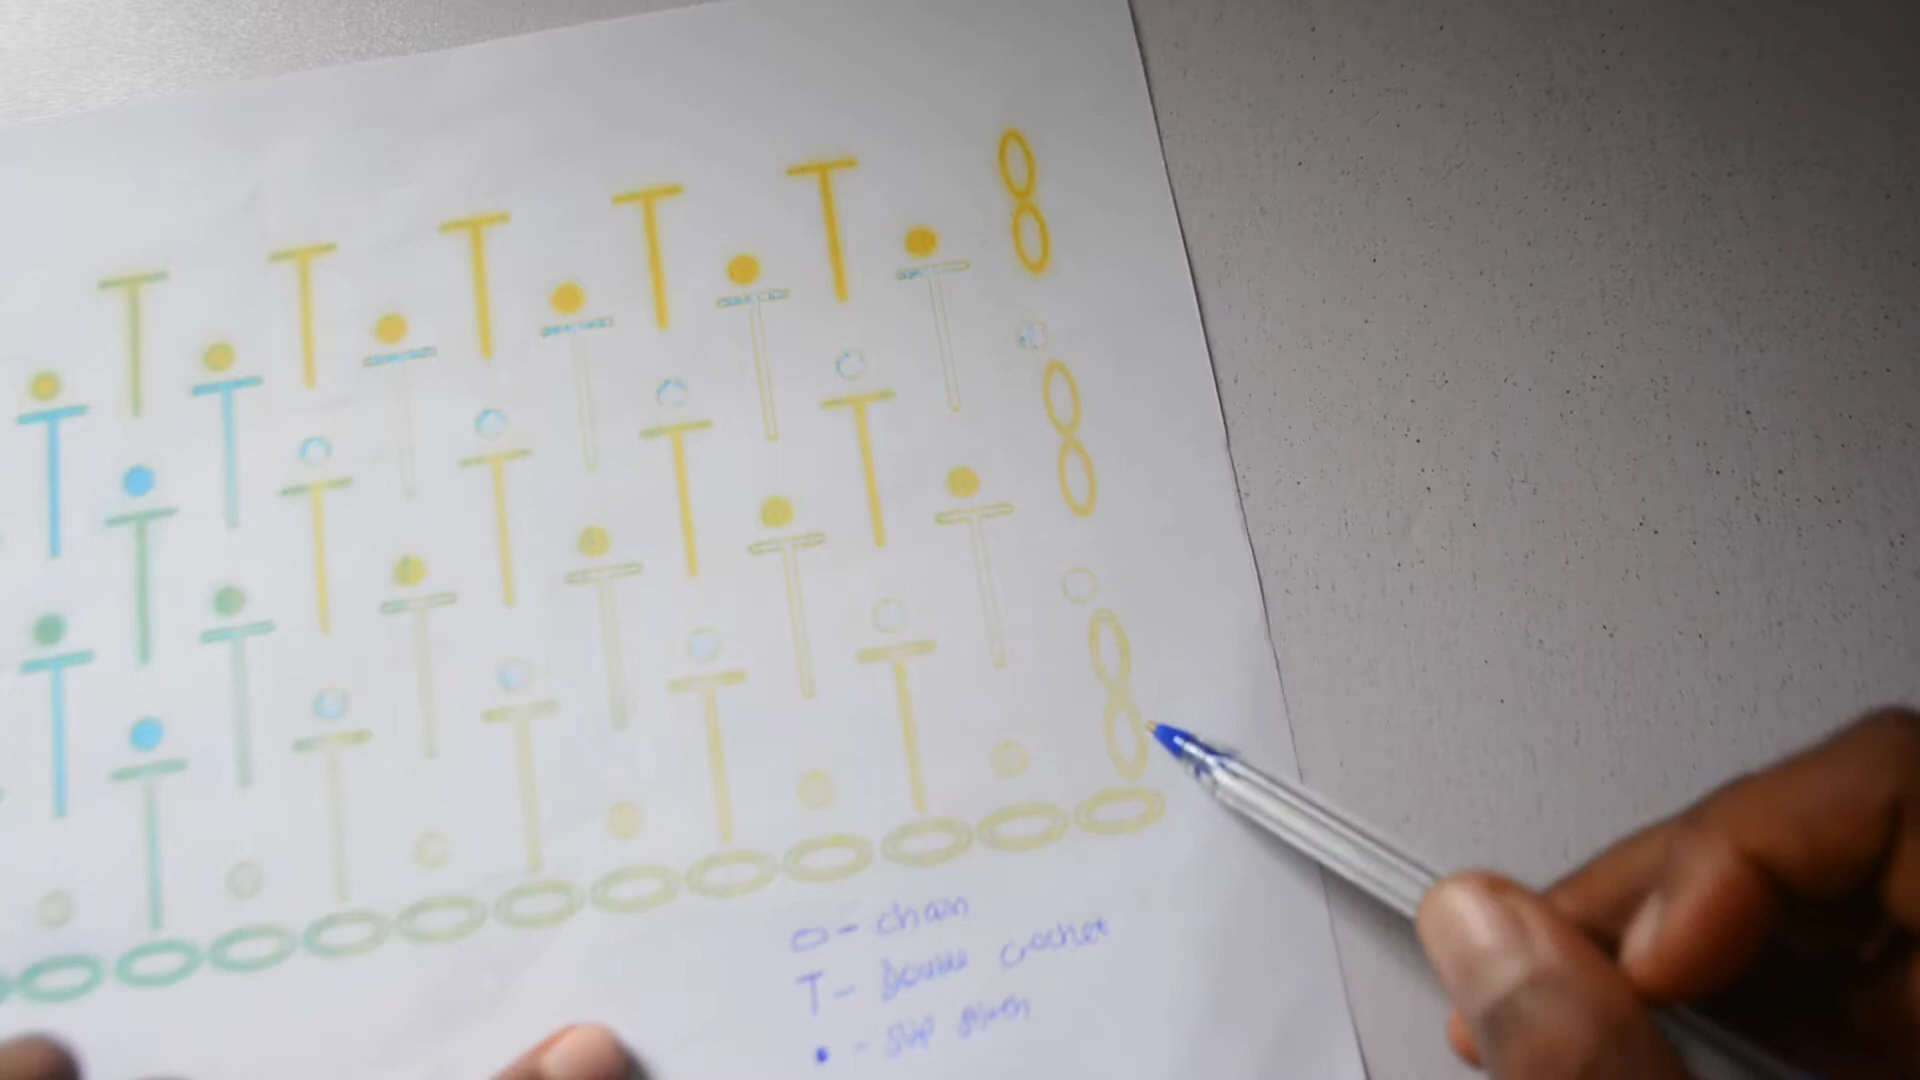 O - chain
T - Double crochet
• - Slip